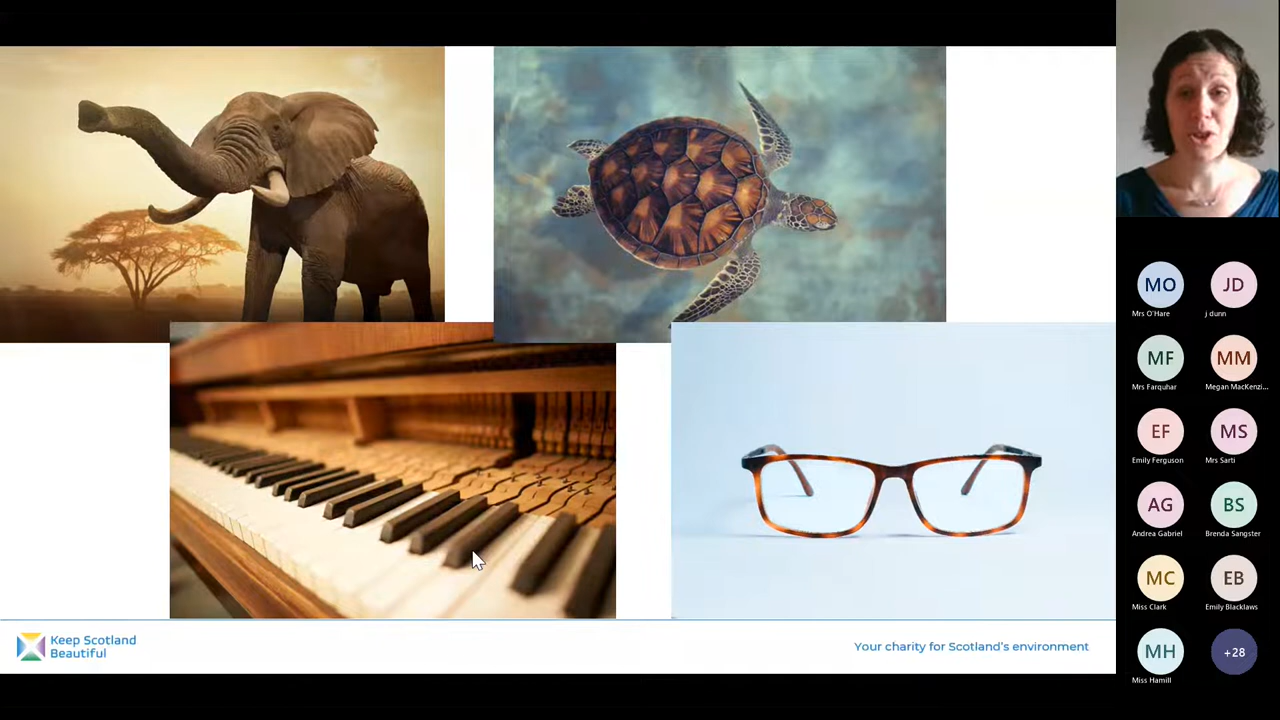 MO
JD
Mrs O'Hare
j dunn
MF
MM
Mrs Farquhar
Megan MacKenzi...
EF
MS
Emily Ferguson
Mrs Sarti
AG
BS
Andrea Gabriel
Brenda Sangster
MC
EB
Miss Clark
Emily Blacklaws
MH
+28
Miss Hamill
Keep Scotland
Beautiful
Your charity for Scotland's environment